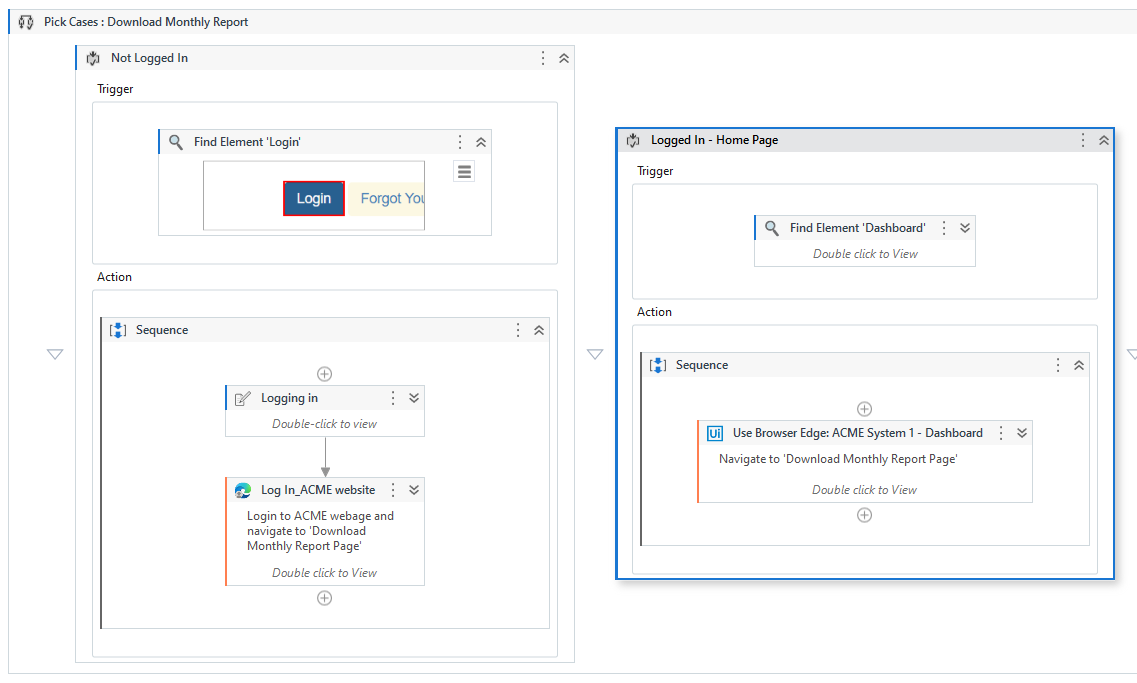 Pick Cases : Download Monthly Report
Not Logged In
Trigger
Find Element 'Login'
Login
Forgot You
Action
Sequence
Logging in
Double-click to view
Log In_ACME website
Login to ACME webage and
navigate to 'Download
Monthly Report Page'
Double click to View
Logged In - Home Page
Trigger
Find Element 'Dashboard'
Double click to View
Action
Sequence
Ui
Use Browser Edge: ACME System 1 - Dashboard
Navigate to 'Download Monthly Report Page'
Double click to View